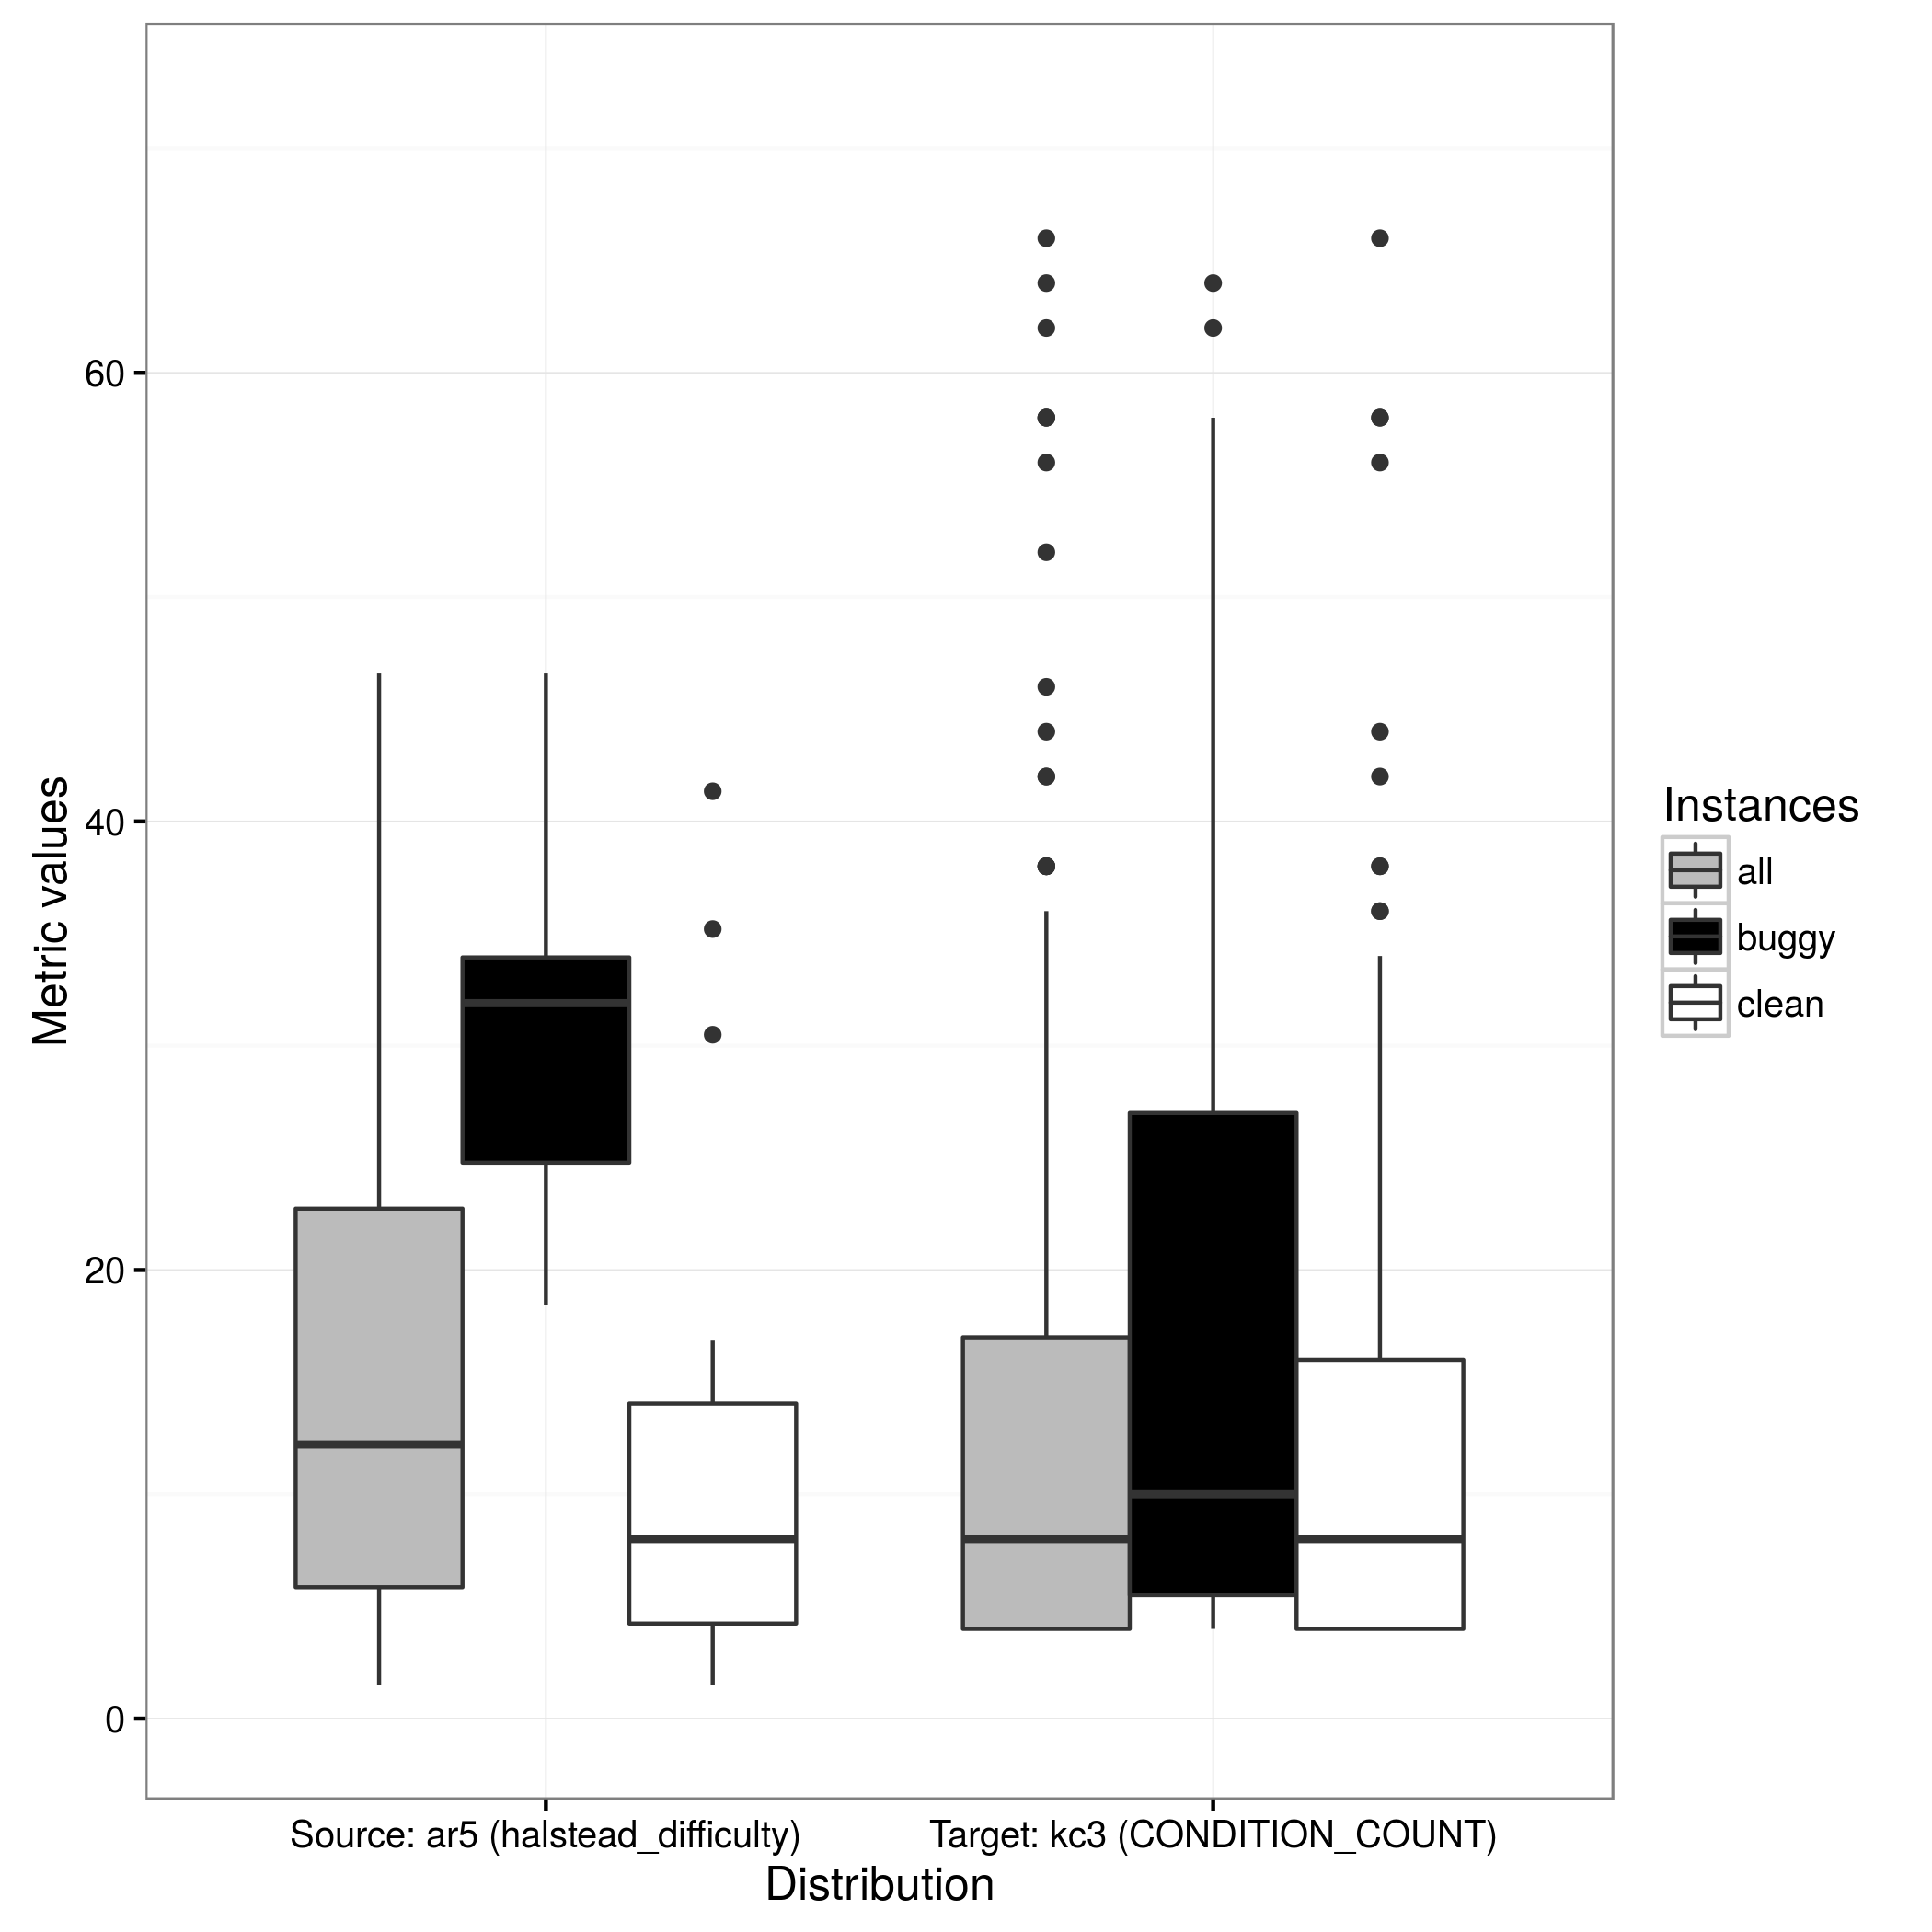 Metric values
60
40
20
0
Source: ar5 (halstead_difficulty)
Target: kc3 (CONDITION_COUNT)
Distribution
Instances
all
buggy
clean